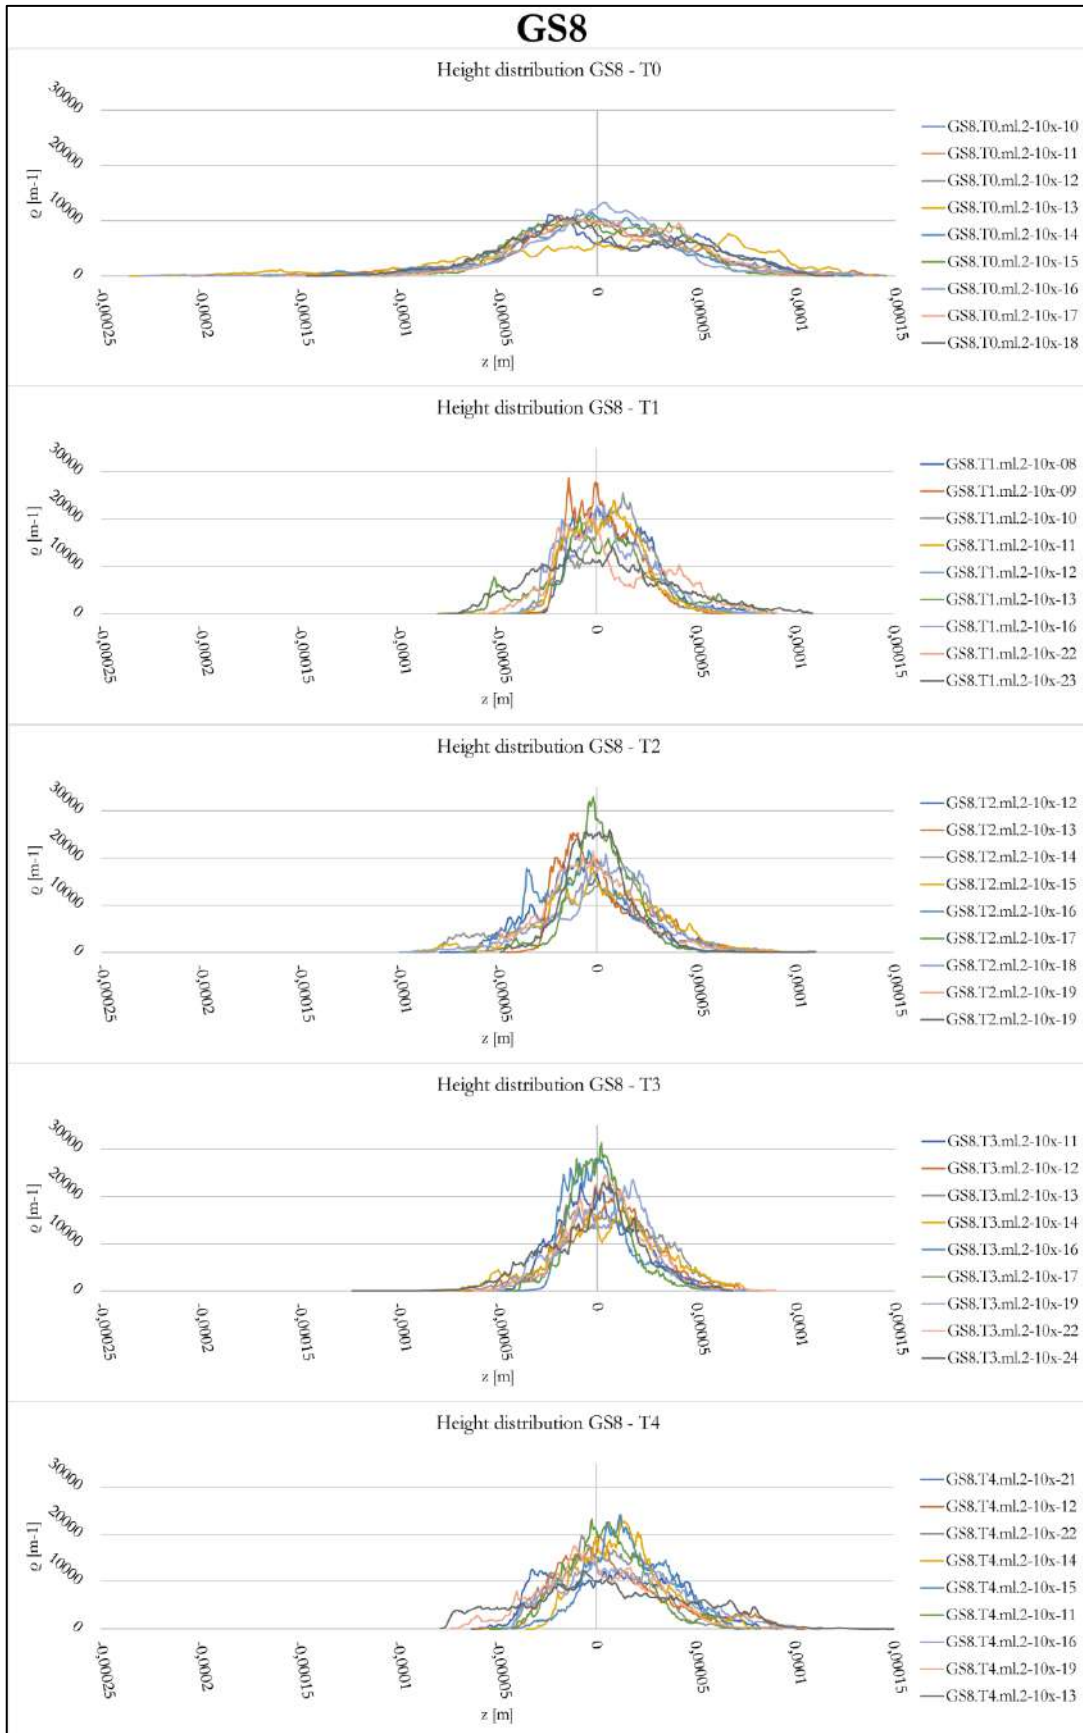 GS8
Height distribution GS8 - T0
30000
20000
10000
0
ϱ [m-1]
-0,00025
-0,0002
-0,00015
-0,0001
-0,00005
0
0,00005
0,0001
0,00015
z [m]
GS8.T0.ml.2-10x-10
GS8.T0.ml.2-10x-11
GS8.T0.ml.2-10x-12
GS8.T0.ml.2-10x-13
GS8.T0.ml.2-10x-14
GS8.T0.ml.2-10x-15
GS8.T0.ml.2-10x-16
GS8.T0.ml.2-10x-17
GS8.T0.ml.2-10x-18
Height distribution GS8 - T1
30000
20000
10000
0
ϱ [m-1]
-0,00025
-0,0002
-0,00015
-0,0001
-0,00005
0
0,00005
0,0001
0,00015
z [m]
GS8.T1.ml.2-10x-08
GS8.T1.ml.2-10x-09
GS8.T1.ml.2-10x-10
GS8.T1.ml.2-10x-11
GS8.T1.ml.2-10x-12
GS8.T1.ml.2-10x-13
GS8.T1.ml.2-10x-16
GS8.T1.ml.2-10x-22
GS8.T1.ml.2-10x-23
Height distribution GS8 - T2
30000
20000
10000
0
ϱ [m-1]
-0,00025
-0,0002
-0,00015
-0,0001
-0,00005
0
0,00005
0,0001
0,00015
z [m]
GS8.T2.ml.2-10x-12
GS8.T2.ml.2-10x-13
GS8.T2.ml.2-10x-14
GS8.T2.ml.2-10x-15
GS8.T2.ml.2-10x-16
GS8.T2.ml.2-10x-17
GS8.T2.ml.2-10x-18
GS8.T2.ml.2-10x-19
GS8.T2.ml.2-10x-19
Height distribution GS8 - T3
30000
20000
10000
0
ϱ [m-1]
-0,00025
-0,0002
-0,00015
-0,0001
-0,00005
0
0,00005
0,0001
0,00015
z [m]
GS8.T3.ml.2-10x-11
GS8.T3.ml.2-10x-12
GS8.T3.ml.2-10x-13
GS8.T3.ml.2-10x-14
GS8.T3.ml.2-10x-16
GS8.T3.ml.2-10x-17
GS8.T3.ml.2-10x-19
GS8.T3.ml.2-10x-22
GS8.T3.ml.2-10x-24
Height distribution GS8 - T4
30000
20000
10000
0
ϱ [m-1]
-0,00025
-0,0002
-0,00015
-0,0001
-0,00005
0
0,00005
0,0001
0,00015
z [m]
GS8.T4.ml.2-10x-21
GS8.T4.ml.2-10x-12
GS8.T4.ml.2-10x-22
GS8.T4.ml.2-10x-14
GS8.T4.ml.2-10x-15
GS8.T4.ml.2-10x-11
GS8.T4.ml.2-10x-16
GS8.T4.ml.2-10x-19
GS8.T4.ml.2-10x-13